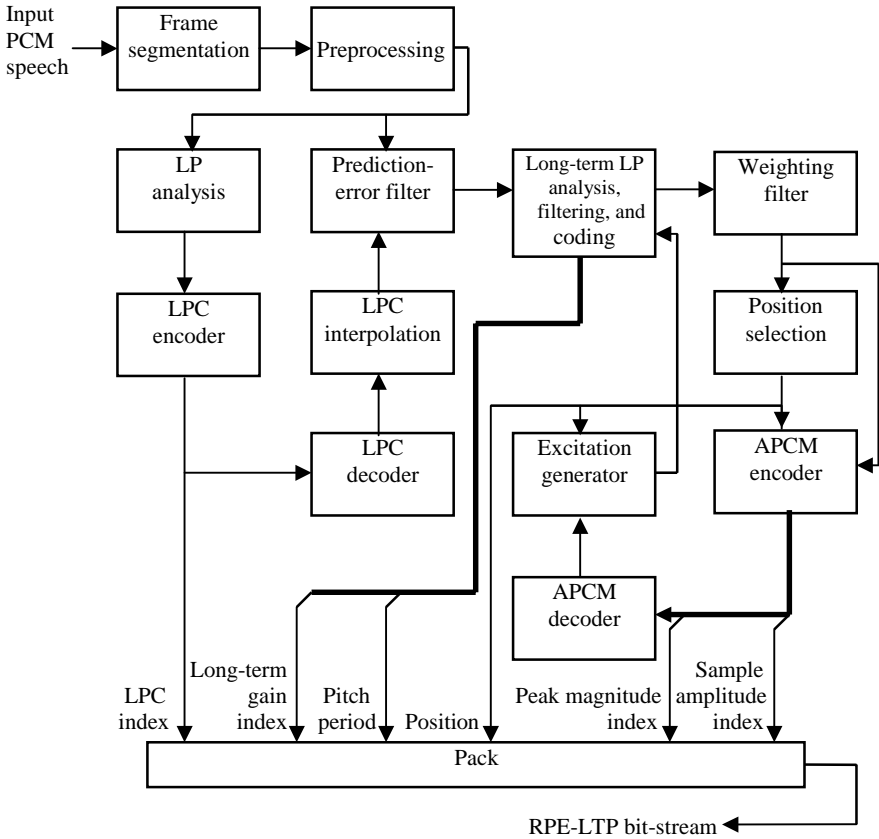 Input
PCM
speech
Frame
segmentation
Preprocessing
LP
analysis
Prediction-
error filter
Long-term LP
analysis,
filtering, and
coding
Weighting
filter
LPC
encoder
LPC
interpolation
Position
selection
LPC
decoder
Excitation
generator
APCM
encoder
APCM
decoder
LPC
index
Long-term
gain
index
Pitch
period
Position
Peak magnitude
index
Sample
amplitude
index
Pack
RPE-LTP bit-stream